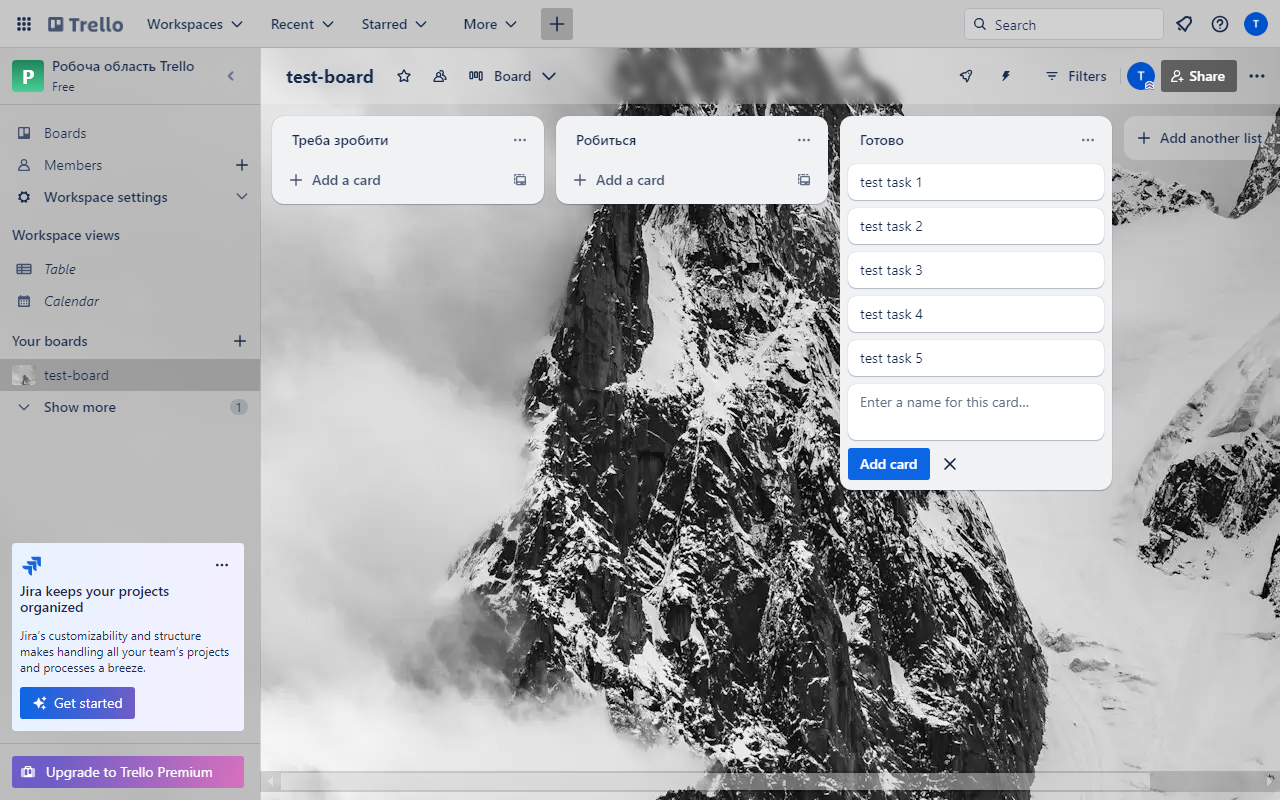 Trello
Workspaces
Recent
Starred
More
Search
T
P
Робоча область Trello
Free
Boards
Members
Workspace settings
Workspace views
Table
Calendar
Your boards
test-board
Show more
1
Jira keeps your projects
organized
Jira's customizability and structure
makes handling all your team's projects
and processes a breeze.
Get started
Upgrade to Trello Premium
test-board
Board
Filters
T
Share
Треба зробити
Add a card
Робиться
Add a card
Готово
test task 1
test task 2
test task 3
test task 4
test task 5
Enter a name for this card…
Add card
Add another list